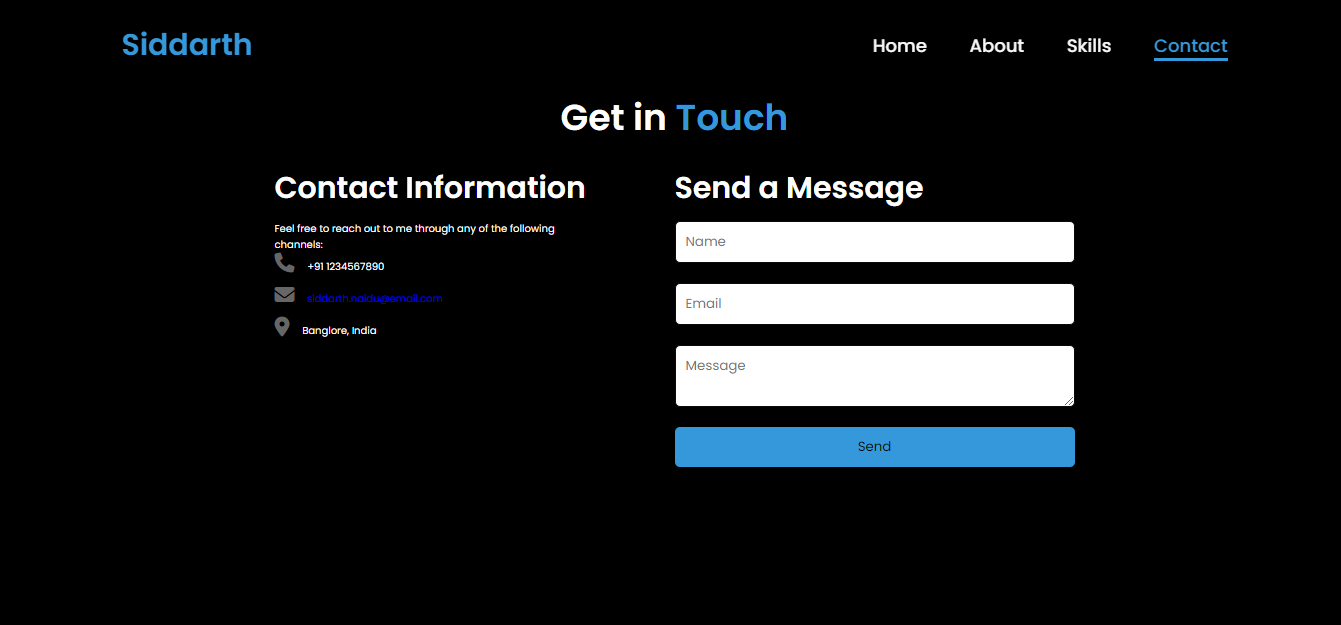 Siddarth
Home About Skills Contact
Get in Touch
Contact Information
Feel free to reach out to me through any of the following
channels:
+91 1234567890
siddarth.naidu@email.com
Banglore, India
Send a Message
Name
Email
Message
Send